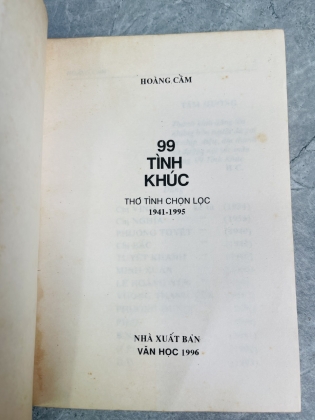 HOÀNG CẦM
99
TÌNH
KHÚC
THƠ TÌNH CHỌN LỌC
1941-1995
NHÀ XUẤT BẢN
VĂN HỌC 1996